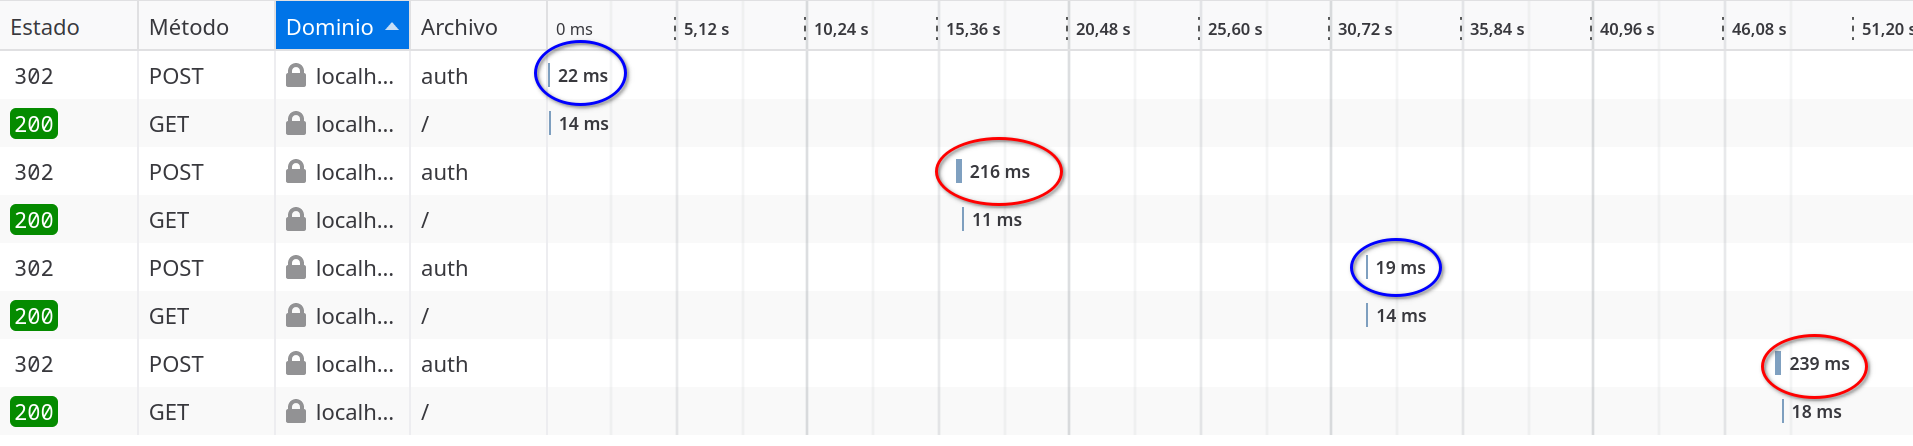 Estado Método Dominio Archivo 0 ms 5,12 s 10,24 s 15,36 s 20,48 s 25,60 s 30,72 s 35,84 s 40,96 s 46,08 s 51,20 s
302 POST localh... auth 22 ms
200 GET localh... / 14 ms
302 POST localh... auth 216 ms
200 GET localh... / 11 ms
302 POST localh... auth 19 ms
200 GET localh... / 14 ms
302 POST localh... auth 239 ms
200 GET localh... / 18 ms